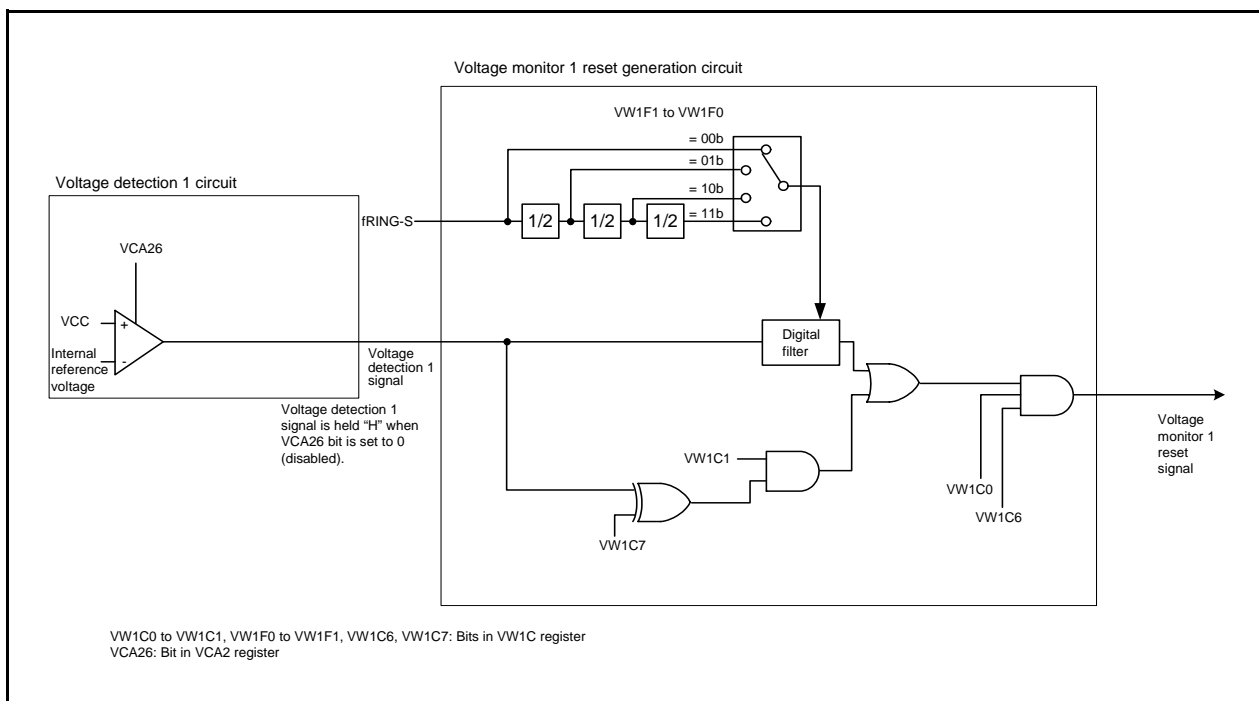 Voltage monitor 1 reset generation circuit
VW1F1 to VW1F0
= 00b
= 01b
= 10b
= 11b
Voltage detection 1 circuit
fRING-S
1/2
1/2
1/2
VCA26
VCC
+
Internal
reference
voltage
-
Voltage
detection 1
signal
Digital
filter
Voltage detection 1
signal is held “H” when
VCA26 bit is set to 0
(disabled).
VW1C1
VW1C7
VW1C0
VW1C6
Voltage
monitor 1
reset
signal
VW1C0 to VW1C1, VW1F0 to VW1F1, VW1C6, VW1C7: Bits in VW1C register
VCA26: Bit in VCA2 register